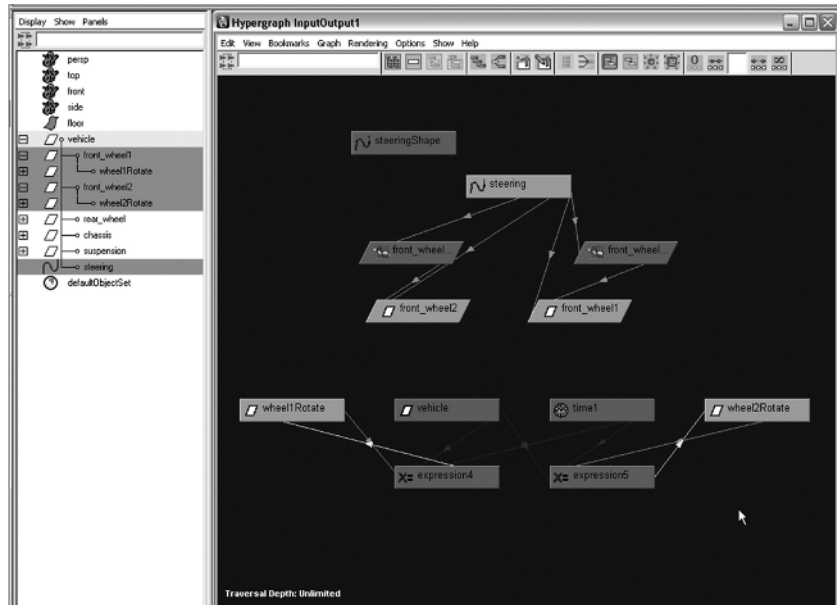 Display Show Panels
persp
top
front
side
floor
vehicle
front_wheel1
wheel1Rotate
front_wheel2
wheel2Rotate
rear_wheel
chassis
suspension
steering
defaultObjectSet
Hypergraph InputOutput1
Edit View Bookmarks Graph Rendering Options Show Help
0
steeringShape
steering
front_wheel...
front_wheel...
front_wheel2
front_wheel1
wheel1Rotate
vehicle
time1
wheel2Rotate
X= expression4
X= expression5
Traversal Depth: Unlimited